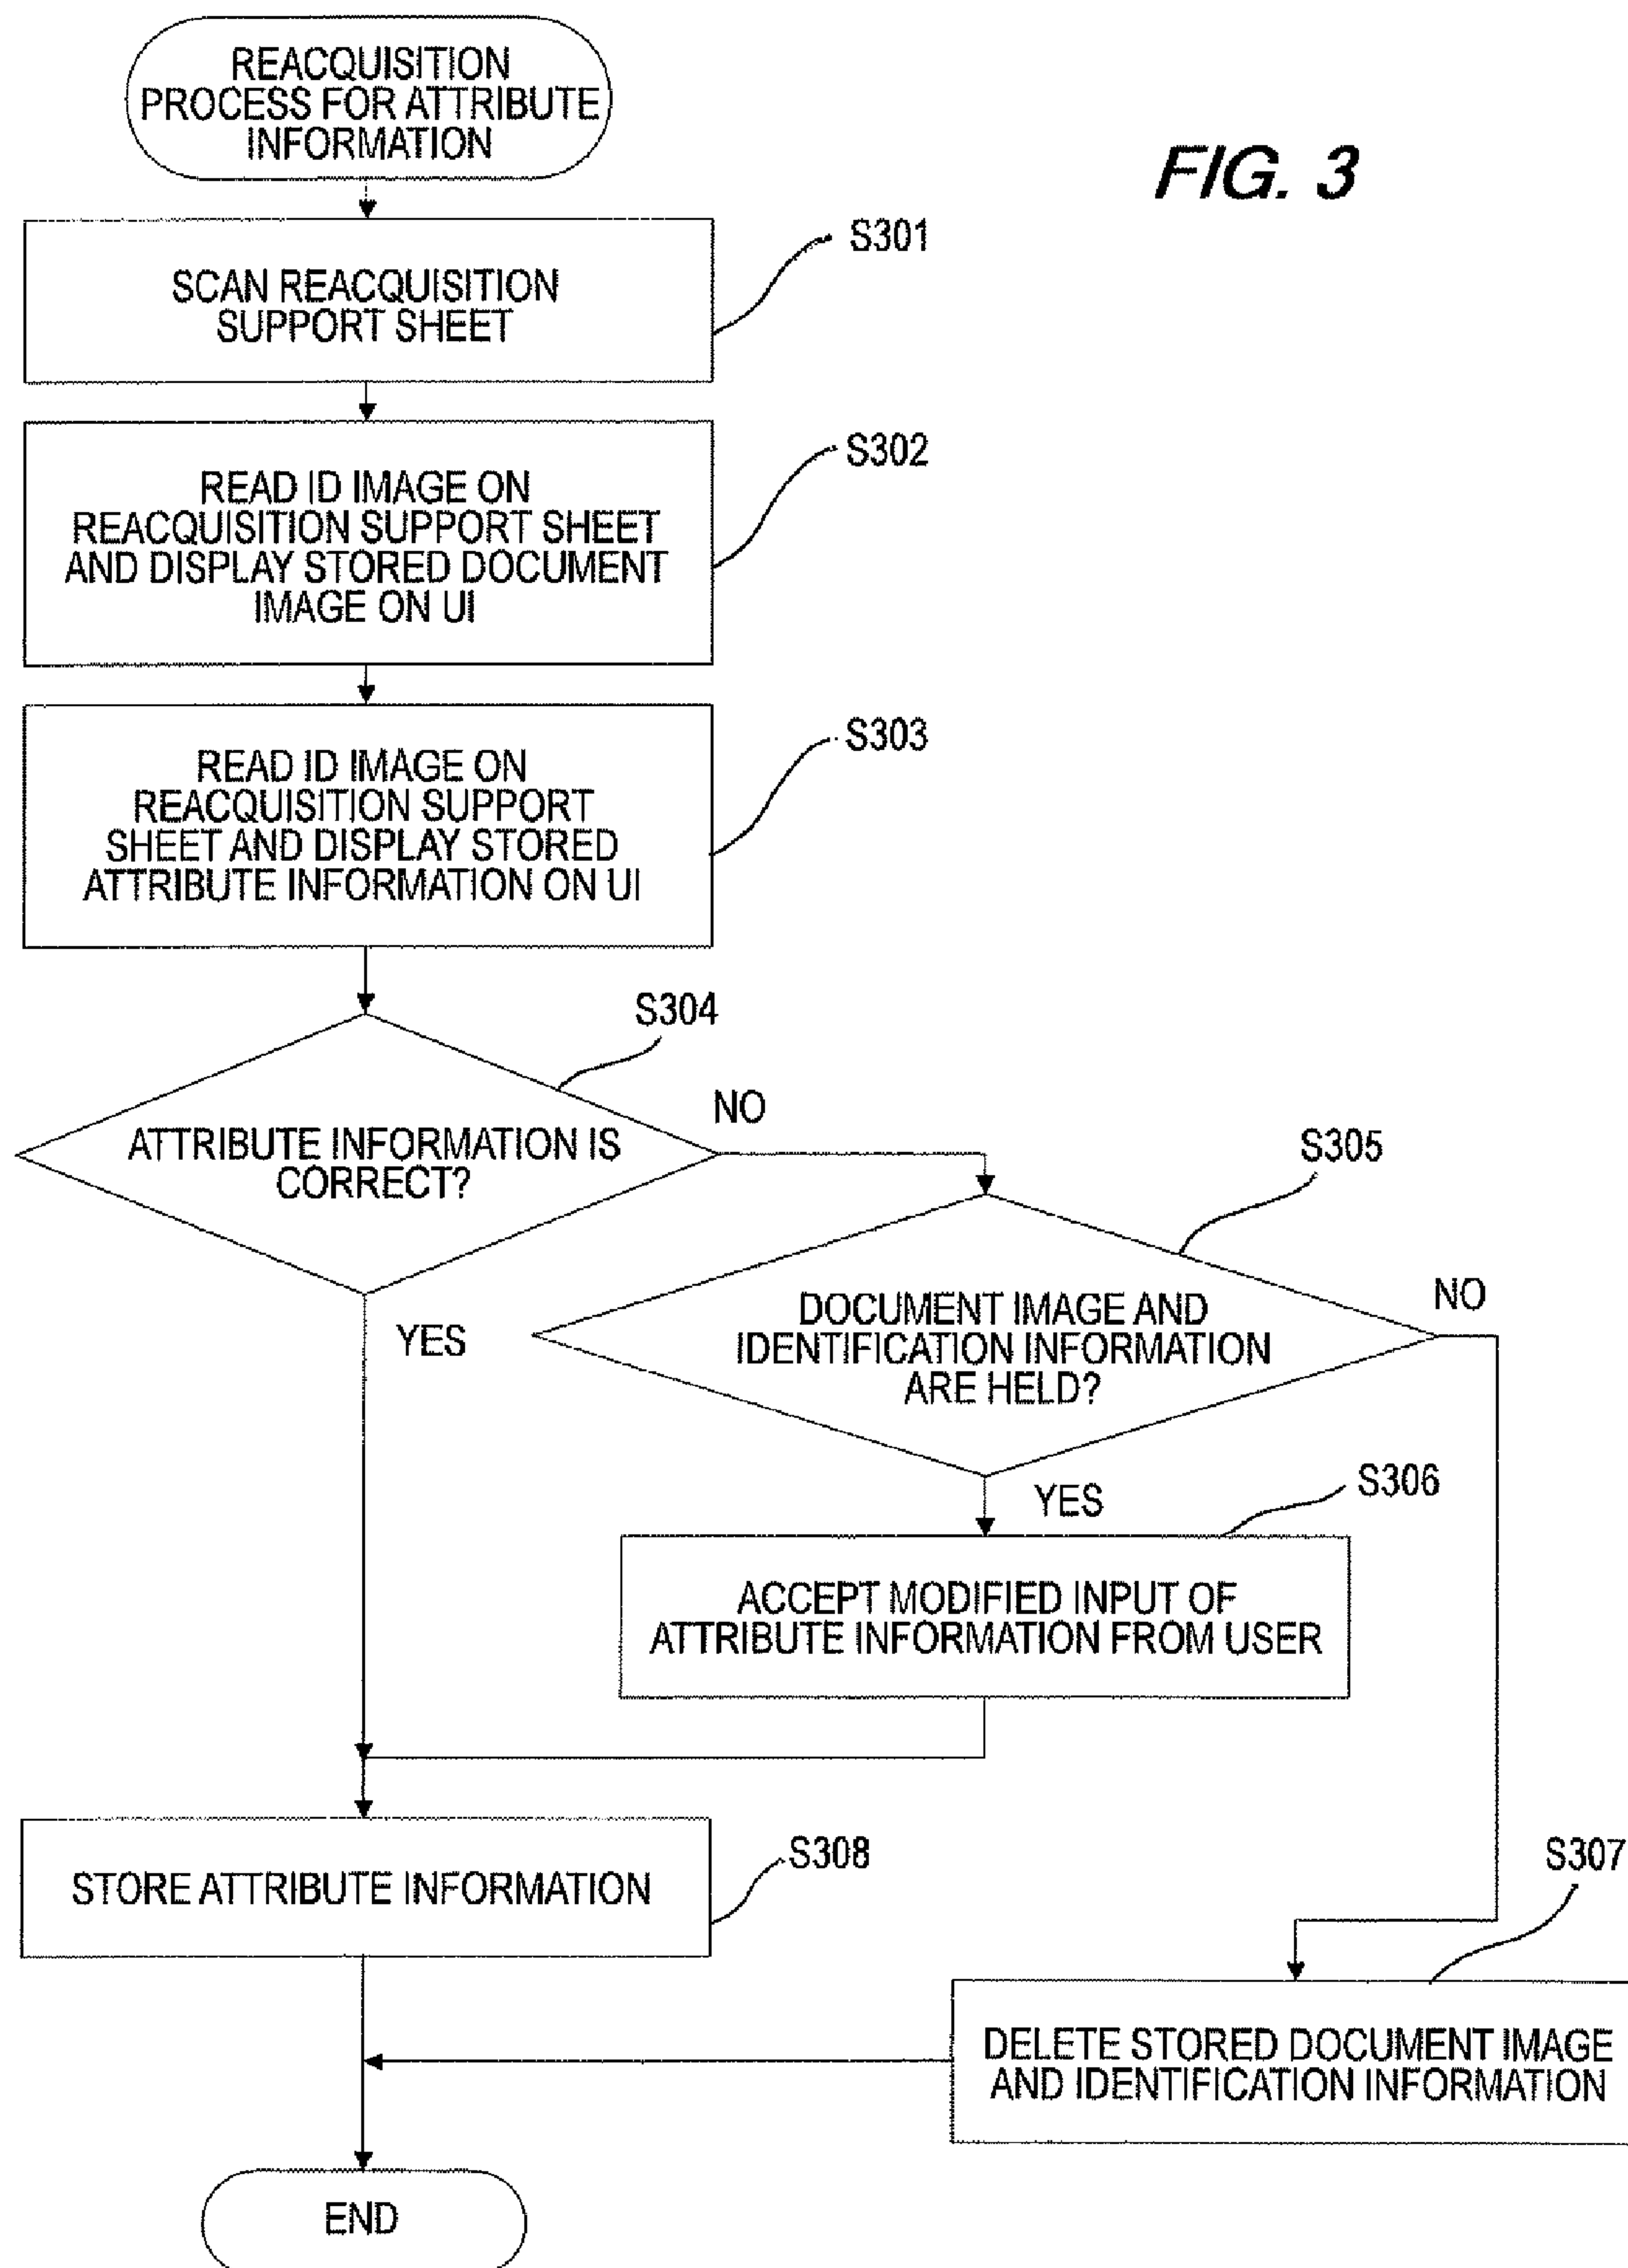 REACQUISITION
PROCESS FOR ATTRIBUTE
INFORMATION
FIG. 3
S301
SCAN REACQUISITION
SUPPORT SHEET
S302
READ ID IMAGE ON
REACQUISITION SUPPORT SHEET
AND DISPLAY STORED DOCUMENT
IMAGE ON UI
S303
READ ID IMAGE ON
REACQUISITION SUPPORT
SHEET AND DISPLAY STORED
ATTRIBUTE INFORMATION ON UI
S304
NO
ATTRIBUTE INFORMATION IS
CORRECT?
S305
NO
DOCUMENT IMAGE AND
IDENTIFICATION INFORMATION
ARE HELD?
YES
YES
S306
ACCEPT MODIFIED INPUT OF
ATTRIBUTE INFORMATION FROM USER
S308
STORE ATTRIBUTE INFORMATION
S307
DELETE STORED DOCUMENT IMAGE
AND IDENTIFICATION INFORMATION
END